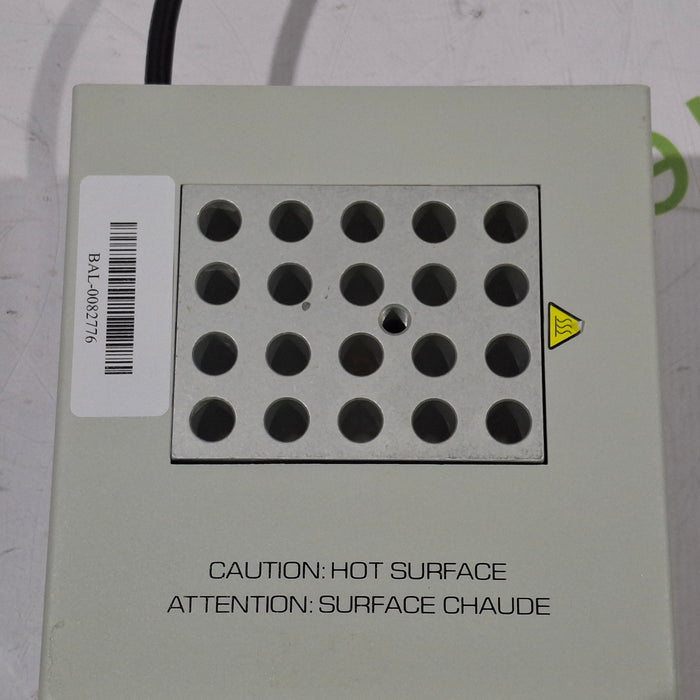 BAL-0082776
CAUTION: HOT SURFACE
ATTENTION: SURFACE CHAUDE